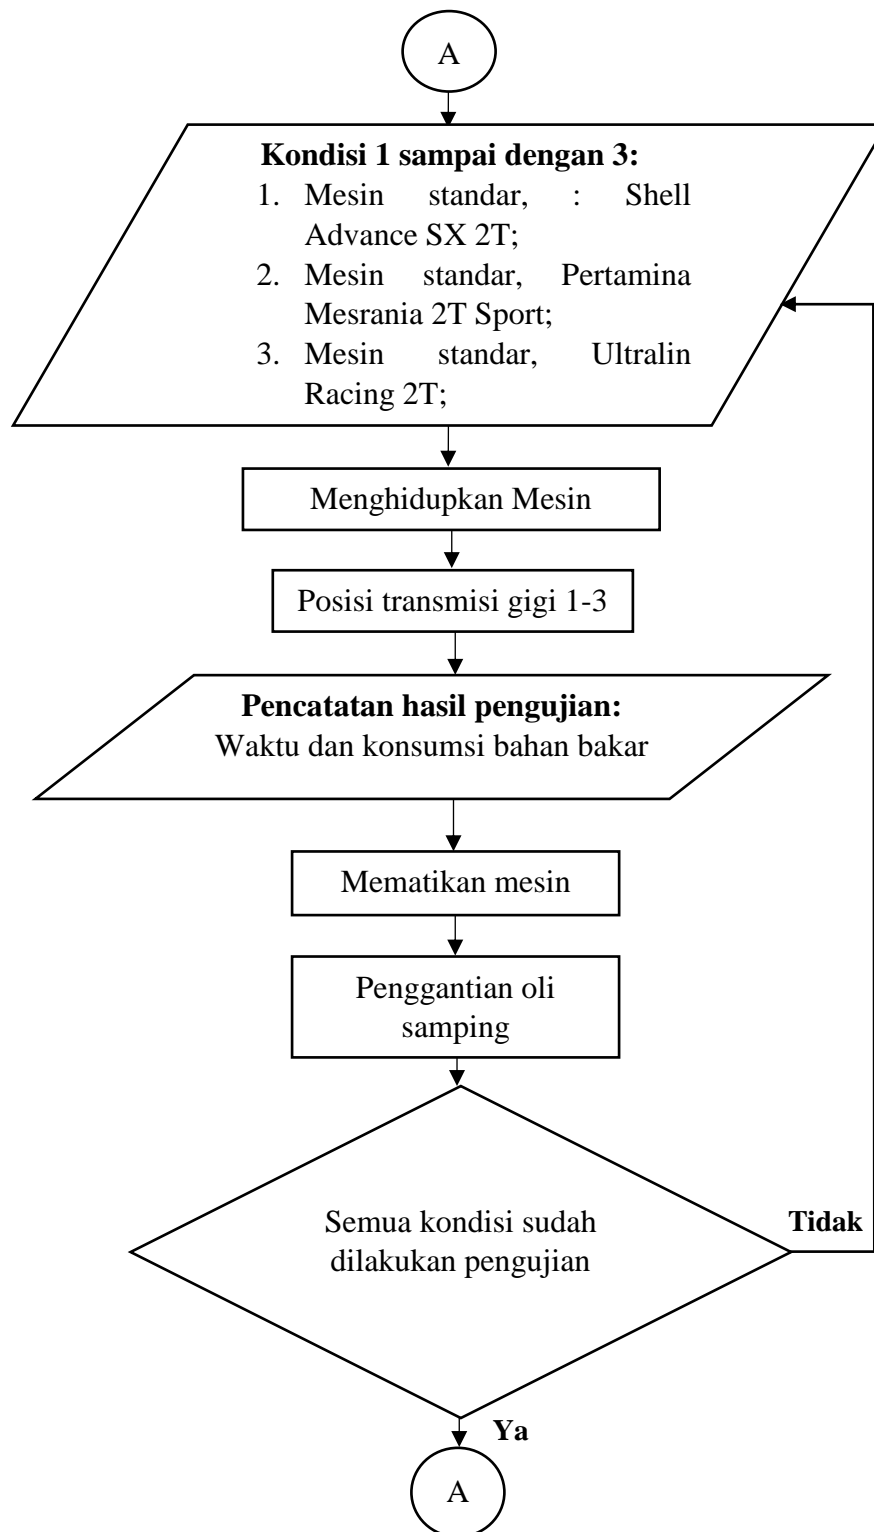 A
Kondisi 1 sampai dengan 3:
1. Mesin standar, : Shell
Advance SX 2T;
2. Mesin standar, Pertamina
Mesrania 2T Sport;
3. Mesin standar, Ultralin
Racing 2T;
Menghidupkan Mesin
Posisi transmisi gigi 1-3
Pencatatan hasil pengujian:
Waktu dan konsumsi bahan bakar
Mematikan mesin
Penggantian oli
samping
Semua kondisi sudah
dilakukan pengujian
Tidak
Ya
A